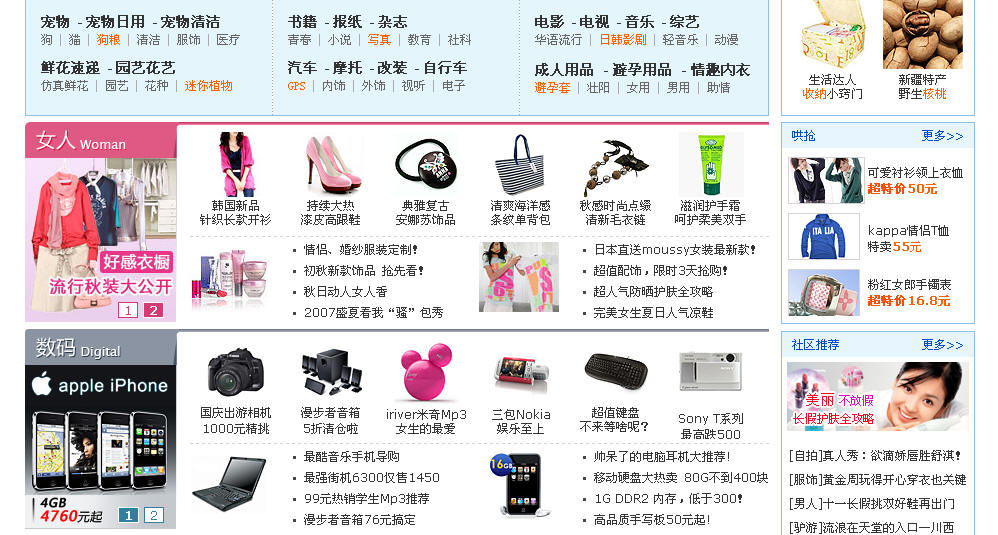 宠物 - 宠物日用 - 宠物清洁
狗 | 猫 | 狗粮 | 清洁 | 服饰 | 医疗
鲜花速递 - 园艺花艺
仿真鲜花 | 园艺 | 花种 | 迷你植物
书籍 - 报纸 - 杂志
青春 | 小说 | 写真 | 教育 | 社科
汽车 - 摩托 - 改装 - 自行车
GPS | 内饰 | 外饰 | 视听 | 电子
电影 - 电视 - 音乐 - 综艺
华语流行 | 日韩影剧 | 轻音乐 | 动漫
成人用品 - 避孕用品 - 情趣内衣
避孕套 | 壮阳 | 女用 | 男用 | 助情
生活达人
收纳小窍门
新疆特产
野生核桃
女人 Woman
好感衣橱
流行秋装大公开
1 2
韩国新品
针织长款开衫
持续大热
漆皮高跟鞋
典雅复古
安娜苏饰品
清爽海洋感
条纹单背包
秋感时尚点缀
清新毛衣链
滋润护手霜
呵护柔美双手
情侣、婚纱服装定制!
初秋新款饰品 抢先看!
秋日动人女人香
2007盛夏看我“骚”包秀
日本直送moussy女装最新款!
超值配饰，限时3天抢购!
超人气防晒护肤全攻略
完美女生夏日人气凉鞋
哄抢 更多>>
可爱衬衫领上衣恤
超特价50元
ITA LIA
kappa情侣T恤
特卖55元
粉红女郎手镯表
超特价16.8元
数码 Digital
apple iPhone
4GB
4760元起
1 2
国庆出游相机
1000元精挑
漫步者音箱
5折清仓啦
iriver米奇Mp3
女生的最爱
三包Nokia
娱乐至上
超值键盘
不来等啥呢?
SONY
Sony T系列
最高跌500
最酷音乐手机导购
最强街机6300仅售1450
99元热销学生Mp3推荐
漫步者音箱76元搞定
16GB
帅呆了的电脑耳机大推荐!
移动硬盘大热卖 80G不到400块
1G DDR2 内存，低于300!
高品质手写板50元起!
社区推荐 更多>>
美丽 不放假
长假护肤全攻略
[自拍]真人秀：欲滴娇唇胜舒淇!
[服饰]黄金周玩得开心穿衣也关键
[男人]十一长假挑双好鞋再出门
[驴游]流浪在天堂的入口—川西